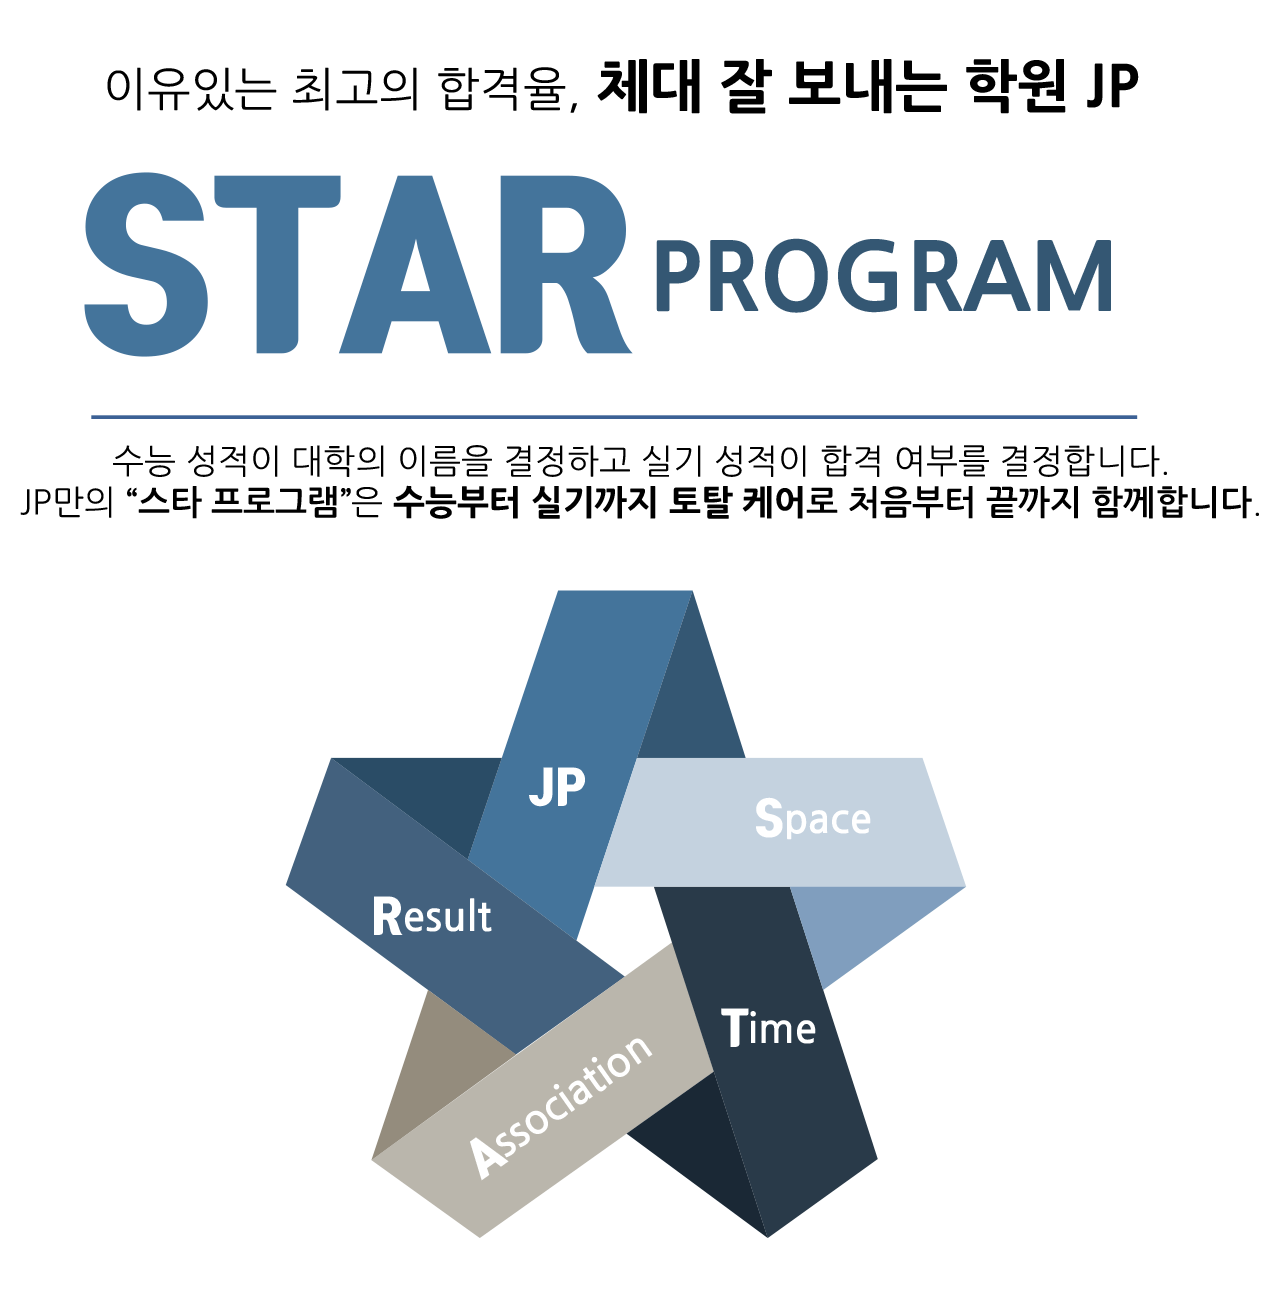 이유있는 최고의 합격율, 체대 잘 보내는 학원 JP
STAR PROGRAM
수능 성적이 대학의 이름을 결정하고 실기 성적이 합격 여부를 결정합니다.
JP만의 “스타 프로그램”은 수능부터 실기까지 토탈 케어로 처음부터 끝까지 함께합니다.
JP
Space
Result
Time
Association